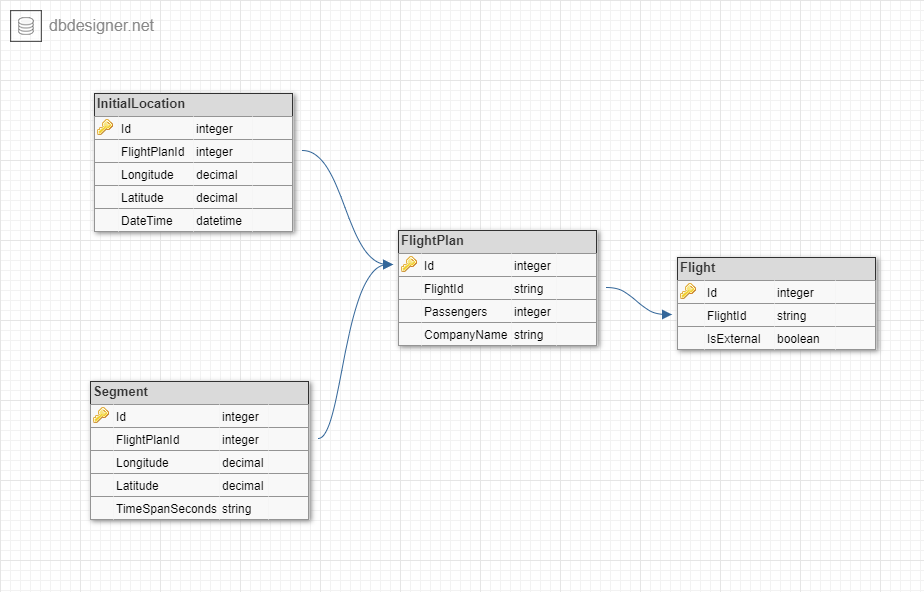 dbdesigner.net
InitialLocation
Id integer
FlightPlanId integer
Longitude decimal
Latitude decimal
DateTime datetime
FlightPlan
Id integer
FlightId string
Passengers integer
CompanyName string
Flight
Id integer
FlightId string
IsExternal boolean
Segment
Id integer
FlightPlanId integer
Longitude decimal
Latitude decimal
TimeSpanSeconds string